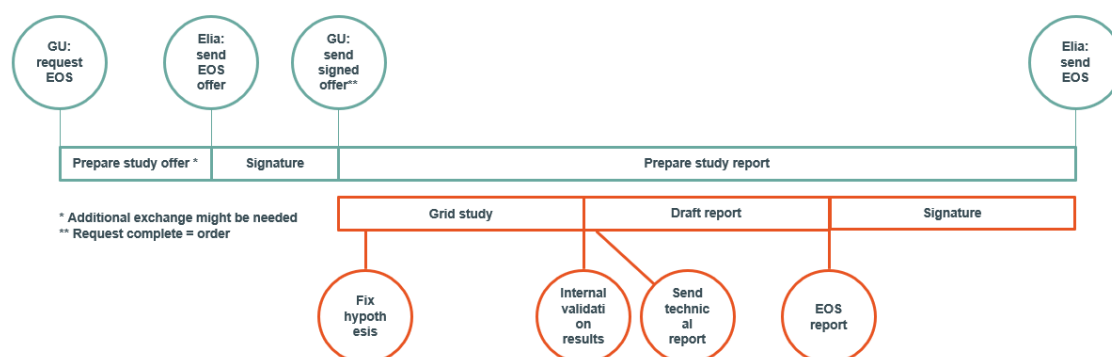 GU:
request
EOS
Elia:
send
EOS
offer
GU:
send
signed
offer**
Elia:
send
EOS
Prepare study offer *
Signature
Prepare study report
* Additional exchange might be needed
** Request complete = order
Grid study
Draft report
Signature
Fix
hypoth
esis
Internal
validati
on
results
Send
technic
al
report
EOS
report